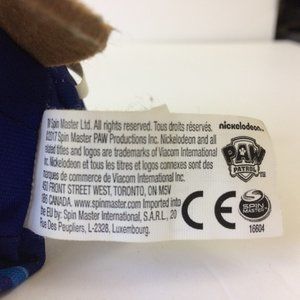 Spin Master Ltd. All rights reserved. Tous droits réservés.
©2017 Spin Master PAW Productions Inc. Nickelodeon and all
related titles and logos are trademarks of Viacom International
Inc. Nickelodeon et tous les titres et logos connexes sont des
marques de commerce de Viacom International Inc.
450 FRONT STREET WEST, TORONTO, ON M5V
1B6 CANADA. www.spinmaster.com Imported into
the EU by: Spin Master International, S.A.R.L., 20
Rue Des Peupliers, L-2328, Luxembourg.
nickelodeon
PAW
PATROL
SPIN
MASTER
16604